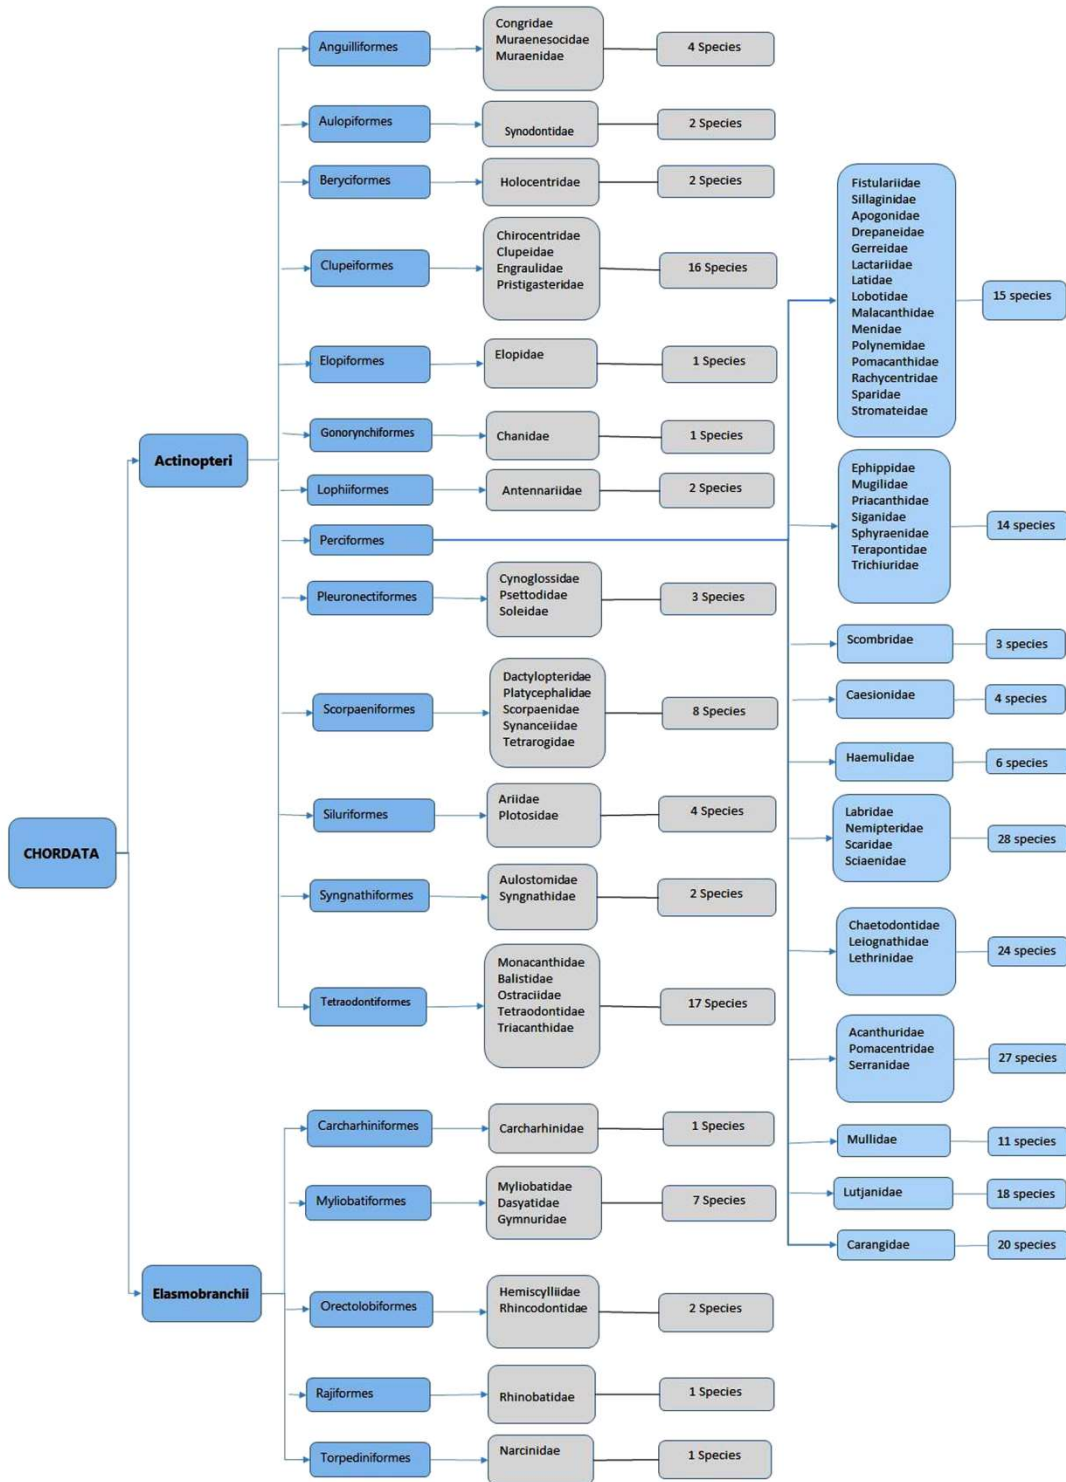 CHORDATA
Actinopteri
Anguilliformes
Congridae
Muraenesocidae
Muraenidae
4 Species
Aulopiformes
Synodontidae
2 Species
Beryciformes
Holocentridae
2 Species
Clupeiformes
Chirocentridae
Clupeidae
Engraulidae
Pristigasteridae
16 Species
Elopiformes
Elopidae
1 Species
Gonorynchiformes
Chanidae
1 Species
Lophiiformes
Antennariidae
2 Species
Perciformes
Fistulariidae
Sillaginidae
Apogonidae
Drepaneidae
Gerreidae
Lactariidae
Latidae
Lobotidae
Malacanthidae
Menidae
Polynemidae
Pomacanthidae
Rachycentridae
Sparidae
Stromateidae
15 species
Ephippidae
Mugilidae
Priacanthidae
Siganidae
Sphyraenidae
Terapontidae
Trichiuridae
14 species
Scombridae
3 species
Caesionidae
4 species
Haemulidae
6 species
Labridae
Nemipteridae
Scaridae
Sciaenidae
28 species
Chaetodontidae
Leiognathidae
Lethrinidae
24 species
Acanthuridae
Pomacentridae
Serranidae
27 species
Mullidae
11 species
Lutjanidae
18 species
Carangidae
20 species
Pleuronectiformes
Cynoglossidae
Psettodidae
Soleidae
3 Species
Scorpaeniformes
Dactylopteridae
Platycephalidae
Scorpaenidae
Synanceiidae
Tetrarogidae
8 Species
Siluriformes
Ariidae
Plotosidae
4 Species
Syngnathiformes
Aulostomidae
Syngnathidae
2 Species
Tetraodontiformes
Monacanthidae
Balistidae
Ostraciidae
Tetraodontidae
Triacanthidae
17 Species
Elasmobranchii
Carcharhiniformes
Carcharhinidae
1 Species
Myliobatiformes
Myliobatidae
Dasyatidae
Gymnuridae
7 Species
Orectolobiformes
Hemiscylliidae
Rhincodontidae
2 Species
Rajiformes
Rhinobatidae
1 Species
Torpediniformes
Narcinidae
1 Species